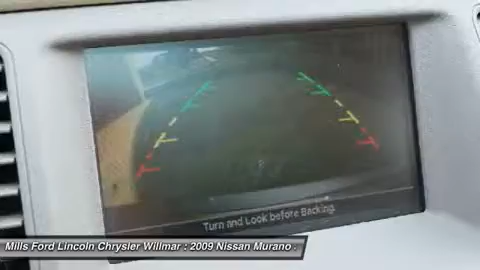 Turn and Look before Backing.
Mills Ford Lincoln Chrysler Willmar : 2009 Nissan Murano .